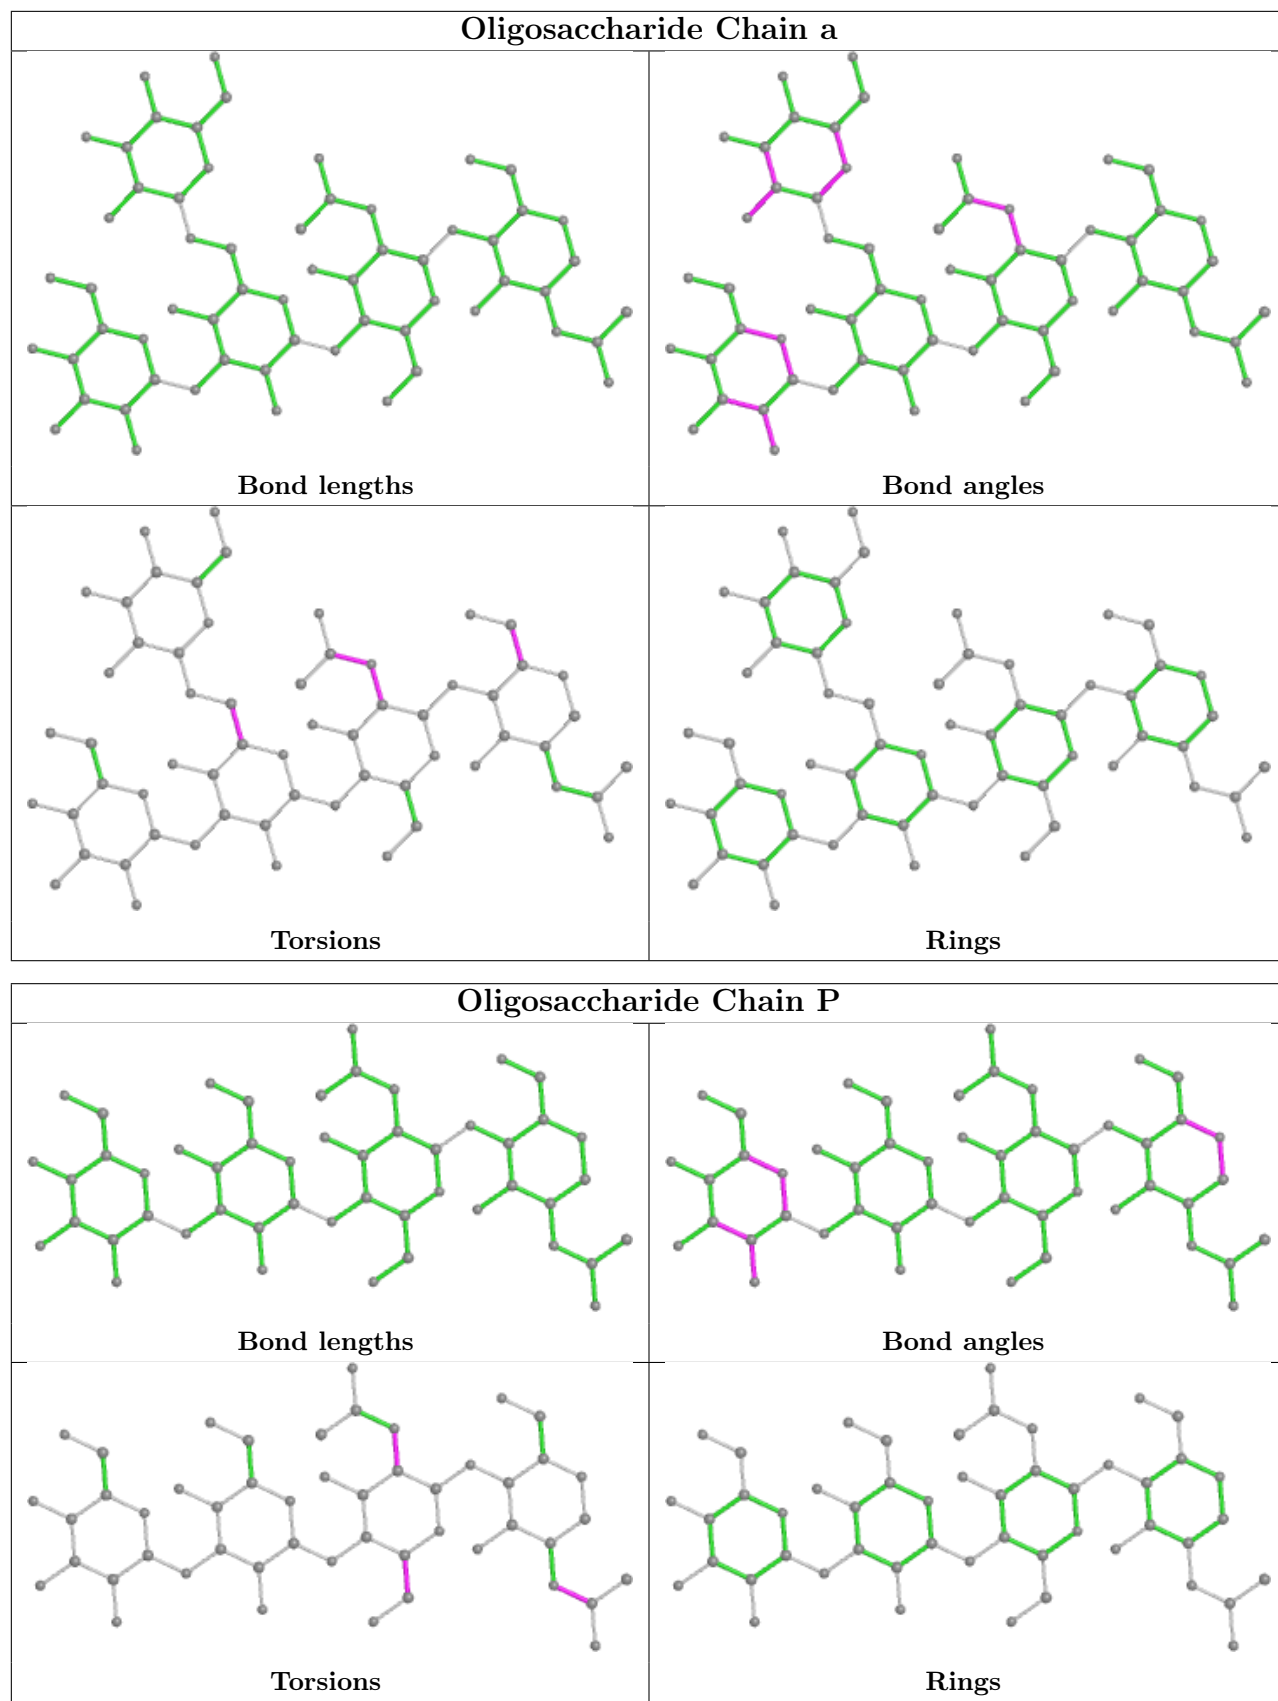 Oligosaccharide Chain a
Bond lengths
Bond angles
Torsions
Rings
Oligosaccharide Chain P
Bond lengths
Bond angles
Torsions
Rings